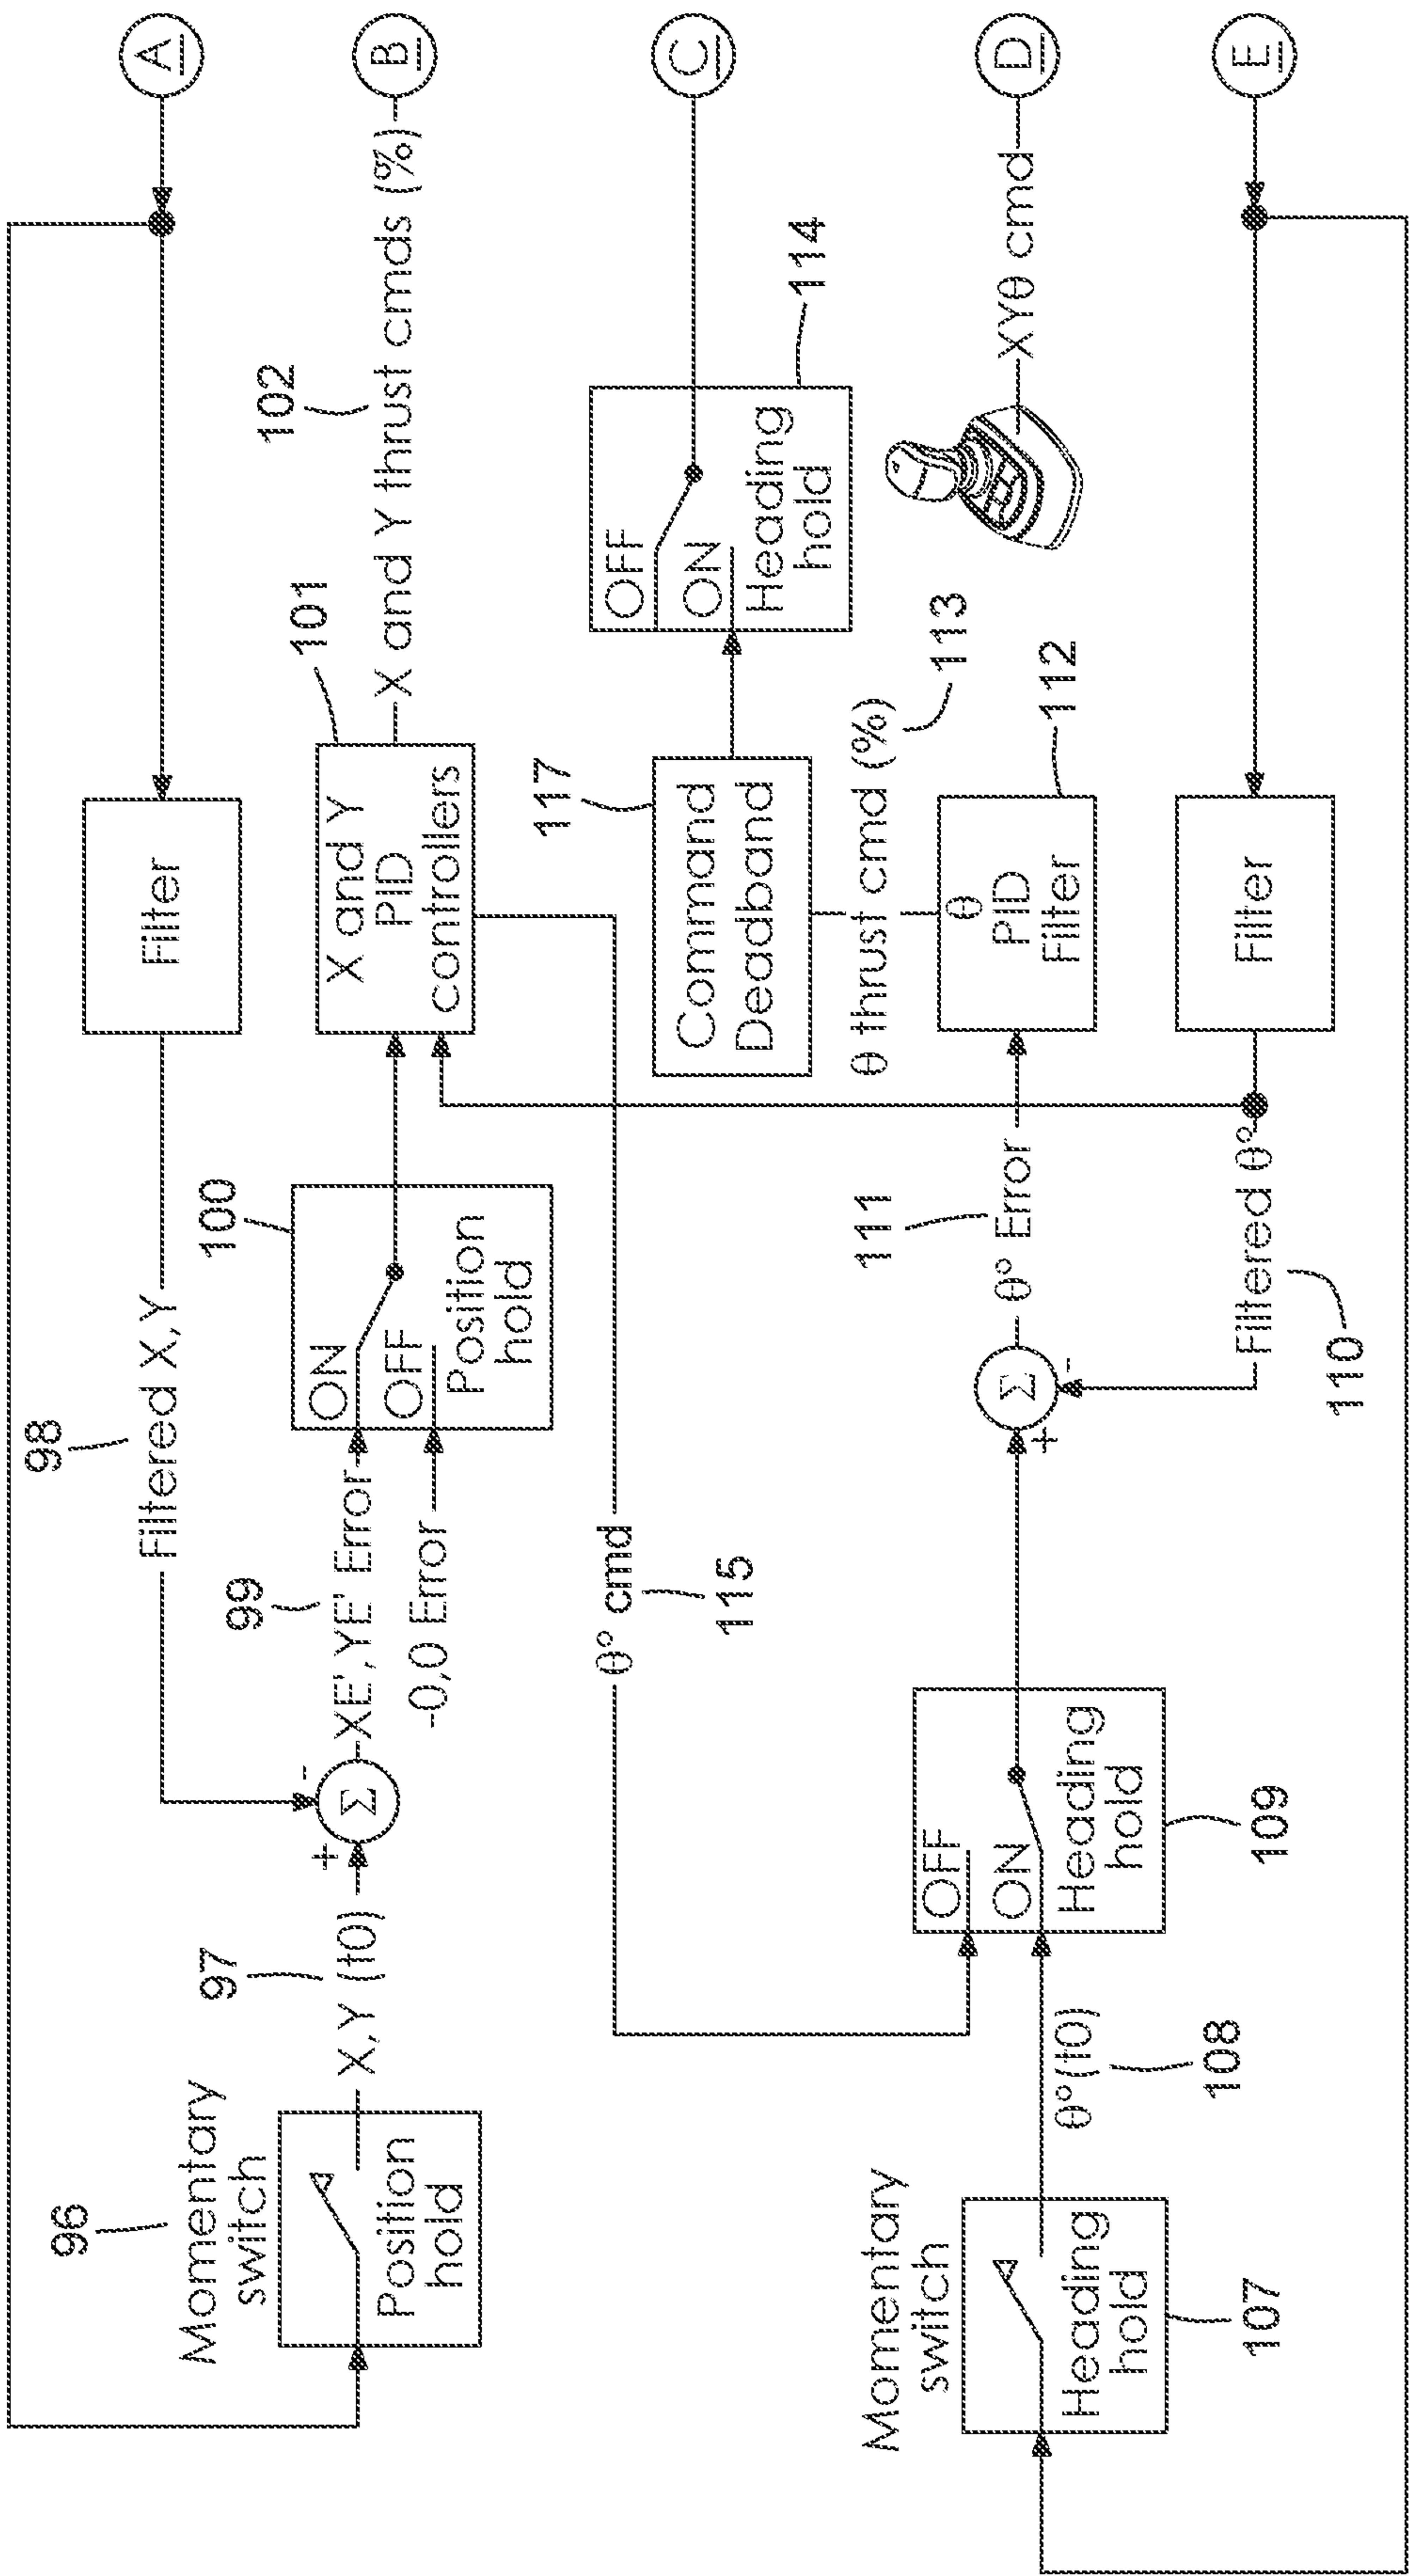 A
Filter
Filtered X,Y
98
96
Momentary
switch
Position
hold
X,Y (t0)
97
+
-
Σ
XE',YE' Error
99
-0,0 Error
ON
OFF
Position
hold
100
X and Y
PID
controllers
101
X and Y thrust cmds (%)
102
B
θ° cmd
115
Command
Deadband
117
OFF
ON
Heading
hold
114
C
Momentary
switch
Heading
hold
107
θ°(t0)
108
OFF
ON
Heading
hold
109
+
-
Σ
θ° Error
111
θ
PID
Filter
112
θ thrust cmd (%)
113
XYθ cmd
D
Filtered θ°
110
Filter
E